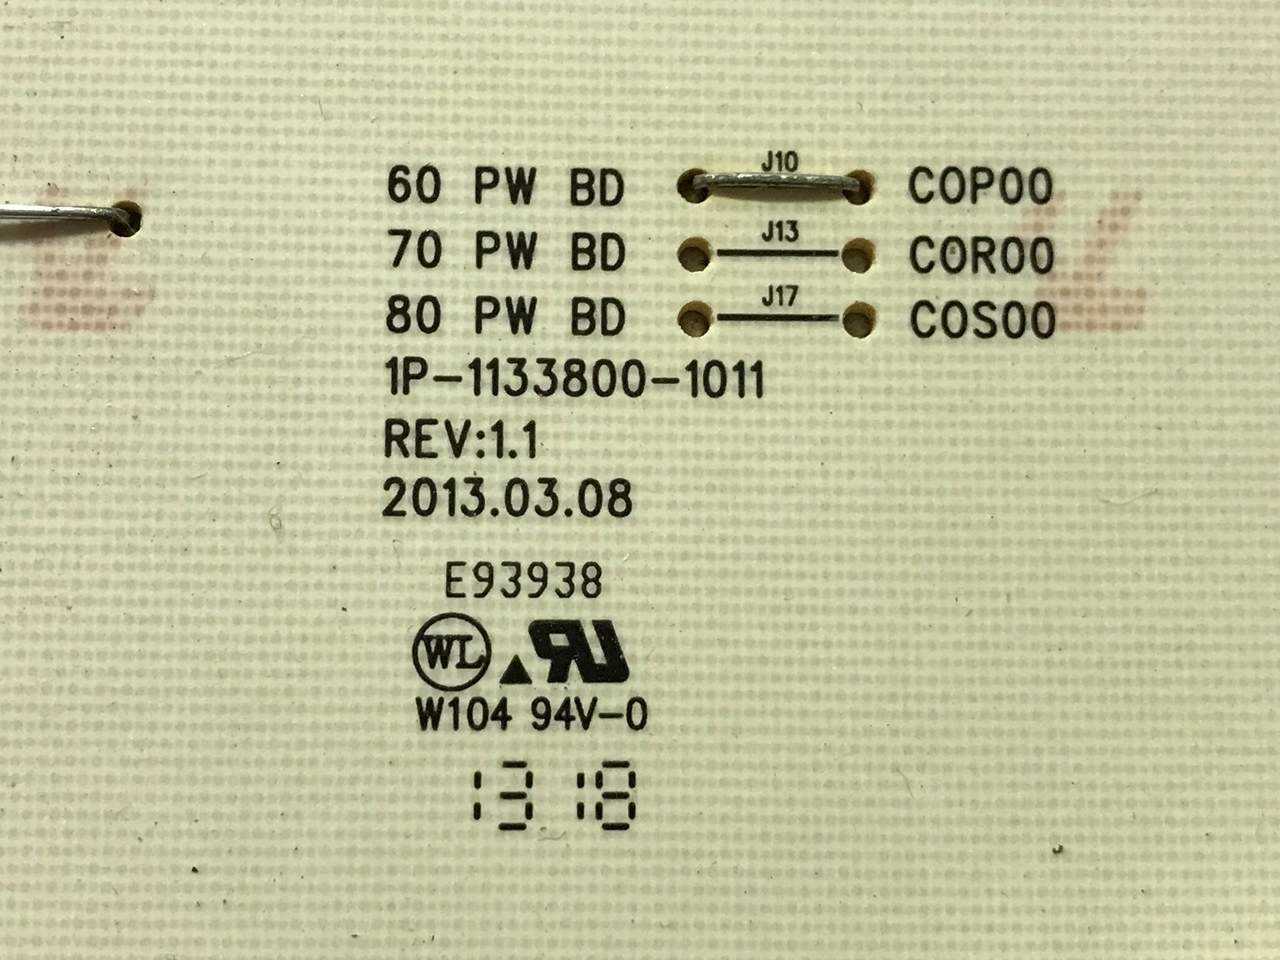 60 PW BD J10 COP00
70 PW BD J13 COR00
80 PW BD J17 COS00
1P-1133800-1011
REV:1.1
2013.03.08
E93938
WL RU
W104 94V-0
13 18